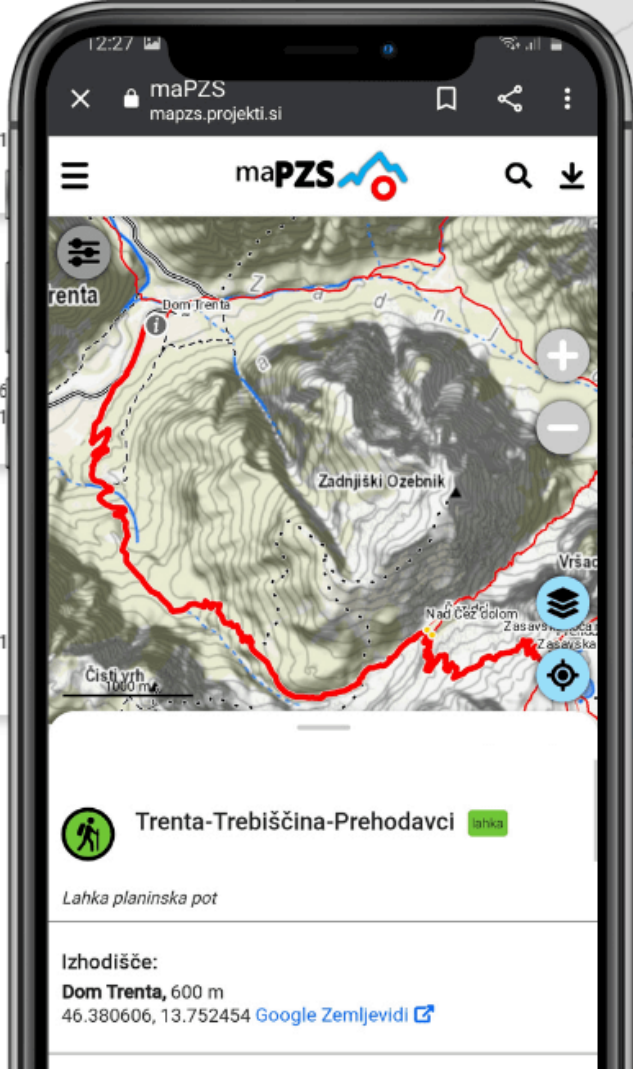 12:27
maPZS
mapzs.projekti.si
maPZS
renta
Dom Trenta
Zadnjica
i
Zadnjiški Ozebnik
Vršac
Nad Čez dolom
Zasavska
Čisti vrh
1000 m
Trenta-Trebiščina-Prehodavci lahka
Lahka planinska pot
Izhodišče:
Dom Trenta, 600 m
46.380606, 13.752454 Google Zemljevidi